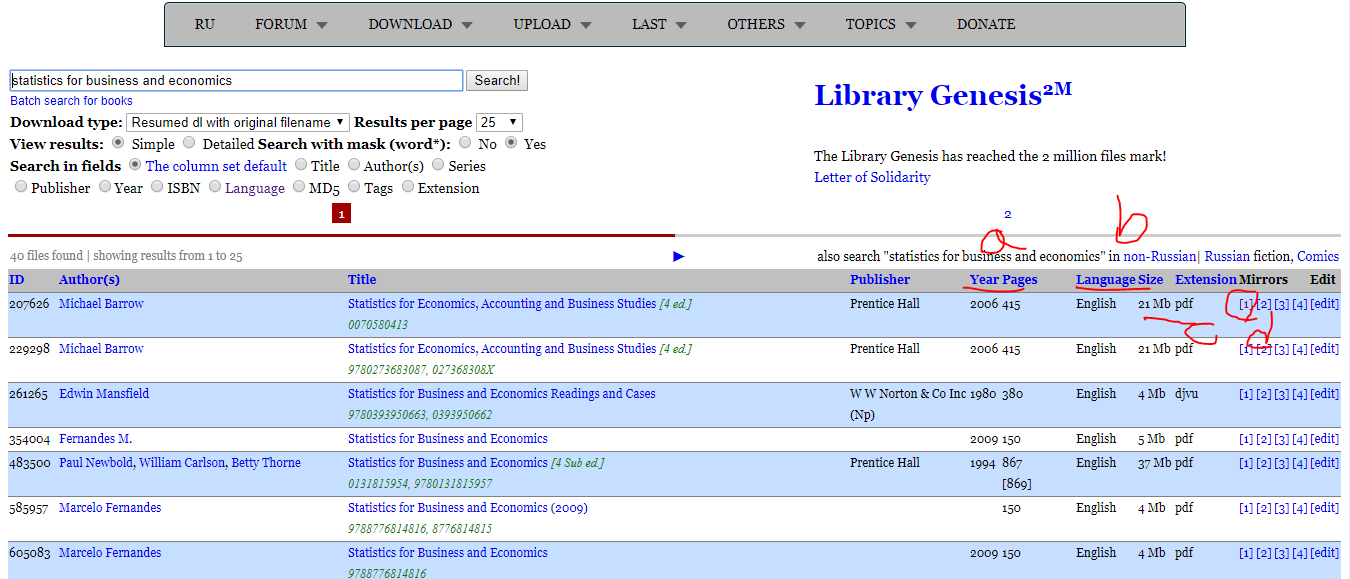 RU FORUM DOWNLOAD UPLOAD LAST OTHERS TOPICS DONATE
statistics for business and economics Search!
Batch search for books
Download type: Resumed dl with original filename Results per page 25
View results: Simple Detailed Search with mask (word*): No Yes
Search in fields The column set default Title Author(s) Series
Publisher Year ISBN Language MD5 Tags Extension
Library Genesis2M
The Library Genesis has reached the 2 million files mark!
Letter of Solidarity
1 2
a b
40 files found | showing results from 1 to 25 ► also search "statistics for business and economics" in non-Russian| Russian fiction, Comics
ID Author(s) Title Publisher Year Pages Language Size Extension Mirrors Edit
207626 Michael Barrow Statistics for Economics, Accounting and Business Studies [4 ed.] Prentice Hall 2006 415 English 21 Mb pdf [1] [2] [3] [4] [edit]
0070580413
c d
229298 Michael Barrow Statistics for Economics, Accounting and Business Studies [4 ed.] Prentice Hall 2006 415 English 21 Mb pdf [1] [2] [3] [4] [edit]
9780273683087, 027368308X
261265 Edwin Mansfield Statistics for Business and Economics Readings and Cases W W Norton & Co Inc 1980 380 English 4 Mb djvu [1] [2] [3] [4] [edit]
9780393950663, 0393950662 (Np)
354004 Fernandes M. Statistics for Business and Economics 2009 150 English 5 Mb pdf [1] [2] [3] [4] [edit]
483500 Paul Newbold, William Carlson, Betty Thorne Statistics for Business and Economics [4 Sub ed.] Prentice Hall 1994 867 English 37 Mb pdf [1] [2] [3] [4] [edit]
0131815954, 9780131815957 [869]
585957 Marcelo Fernandes Statistics for Business and Economics (2009) 150 English 4 Mb pdf [1] [2] [3] [4] [edit]
9788776814816, 8776814815
605083 Marcelo Fernandes Statistics for Business and Economics 2009 150 English 4 Mb pdf [1] [2] [3] [4] [edit]
9788776814816